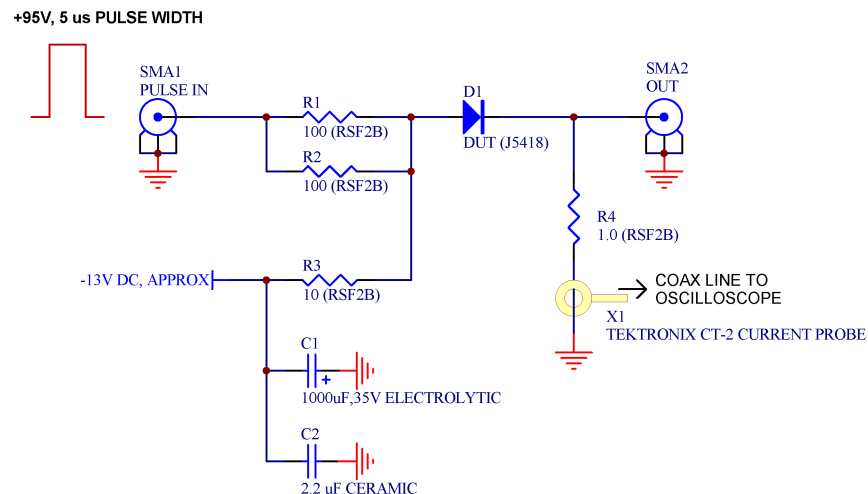 +95V, 5 us PULSE WIDTH
SMA1
PULSE IN
R1
100 (RSF2B)
R2
100 (RSF2B)
D1
DUT (J5418)
SMA2
OUT
R4
1.0 (RSF2B)
-13V DC, APPROX
R3
10 (RSF2B)
COAX LINE TO
OSCILLOSCOPE
X1
TEKTRONIX CT-2 CURRENT PROBE
C1
+
1000uF,35V ELECTROLYTIC
C2
2.2 uF CERAMIC